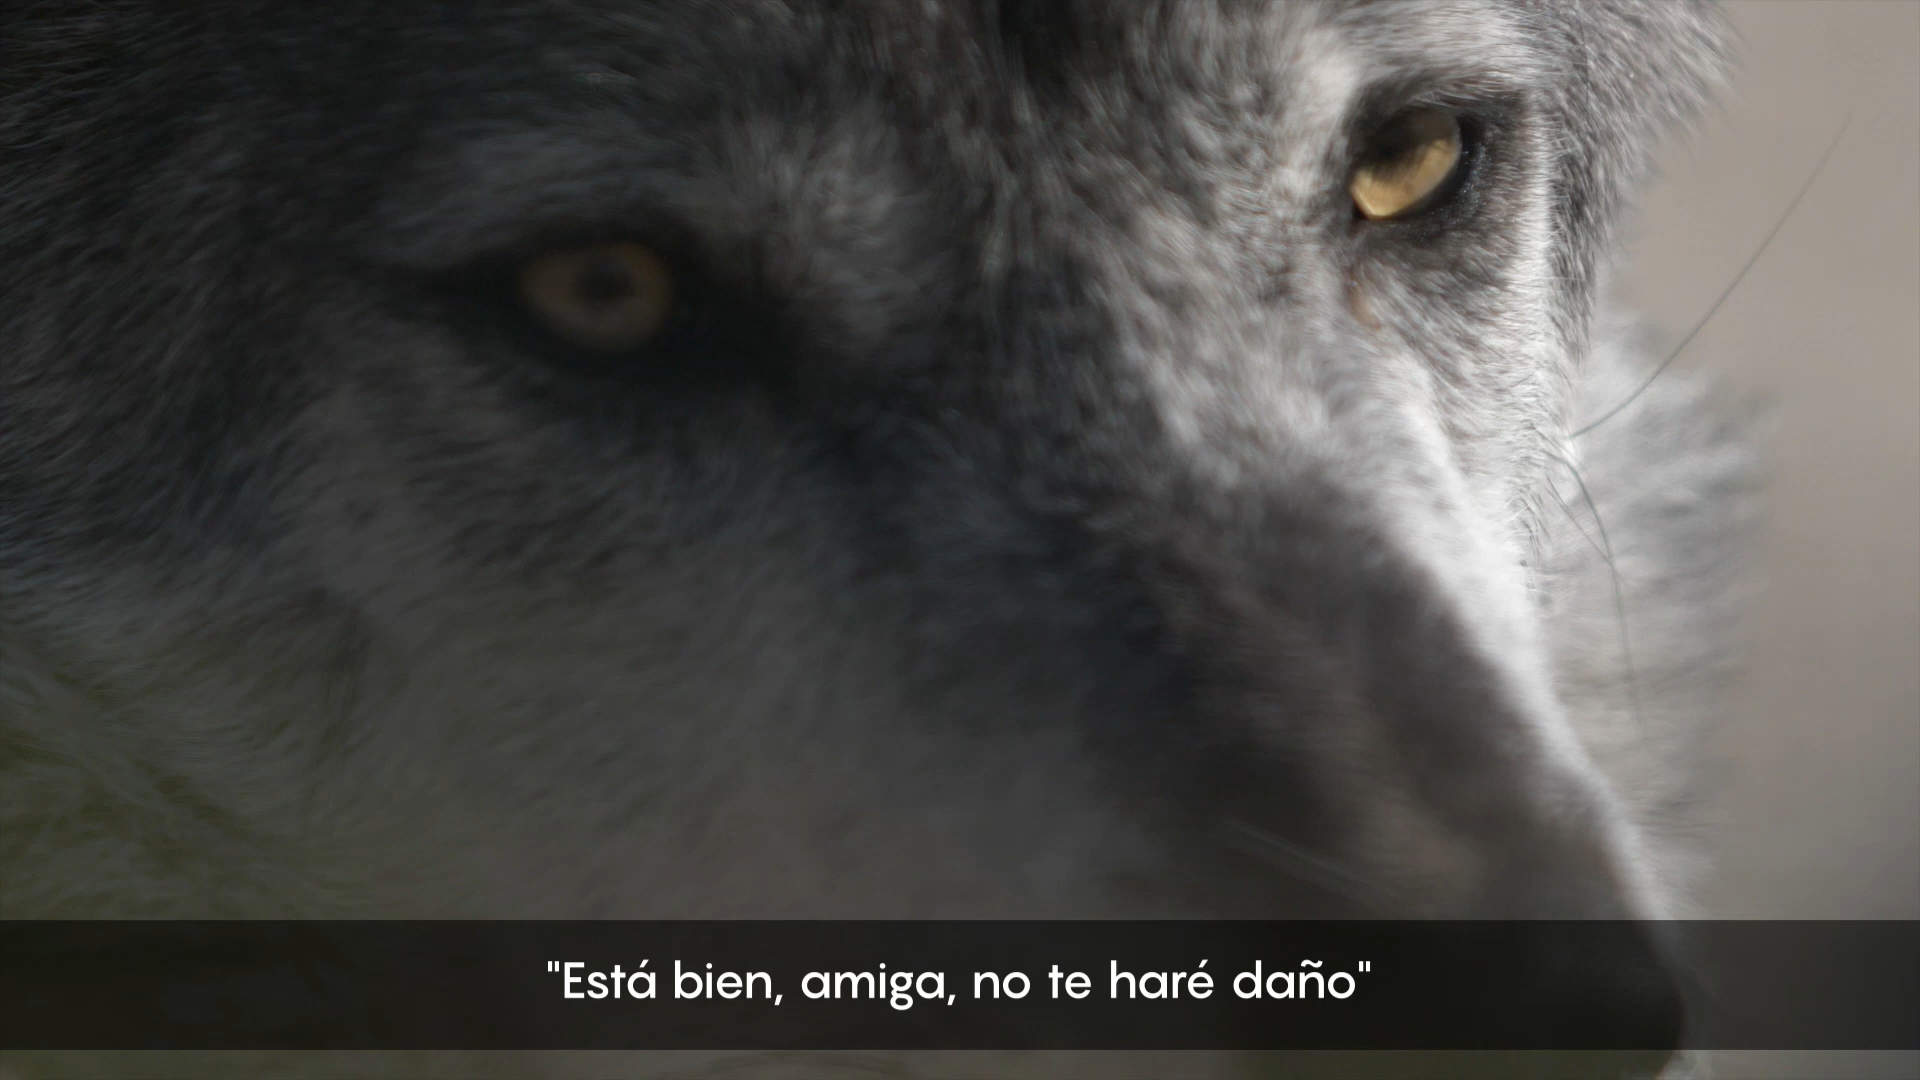 "Está bien, amiga, no te haré daño"